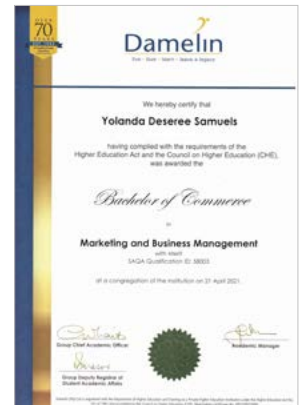 OVER
70
YEARS
Damelin
We hereby certify that
Yolanda Deseree Samuels
having complied with the requirements of the
Higher Education Act and the Council on Higher Education (CHE),
was awarded the
Bachelor of Commerce
in
Marketing and Business Management
with Merit
SAQA Qualification ID:
at a congregation of the Institution on 21 April 2021.
Group Chief Academic Officer
Academic Manager
Group Deputy Registrar of
Student Academic Affairs